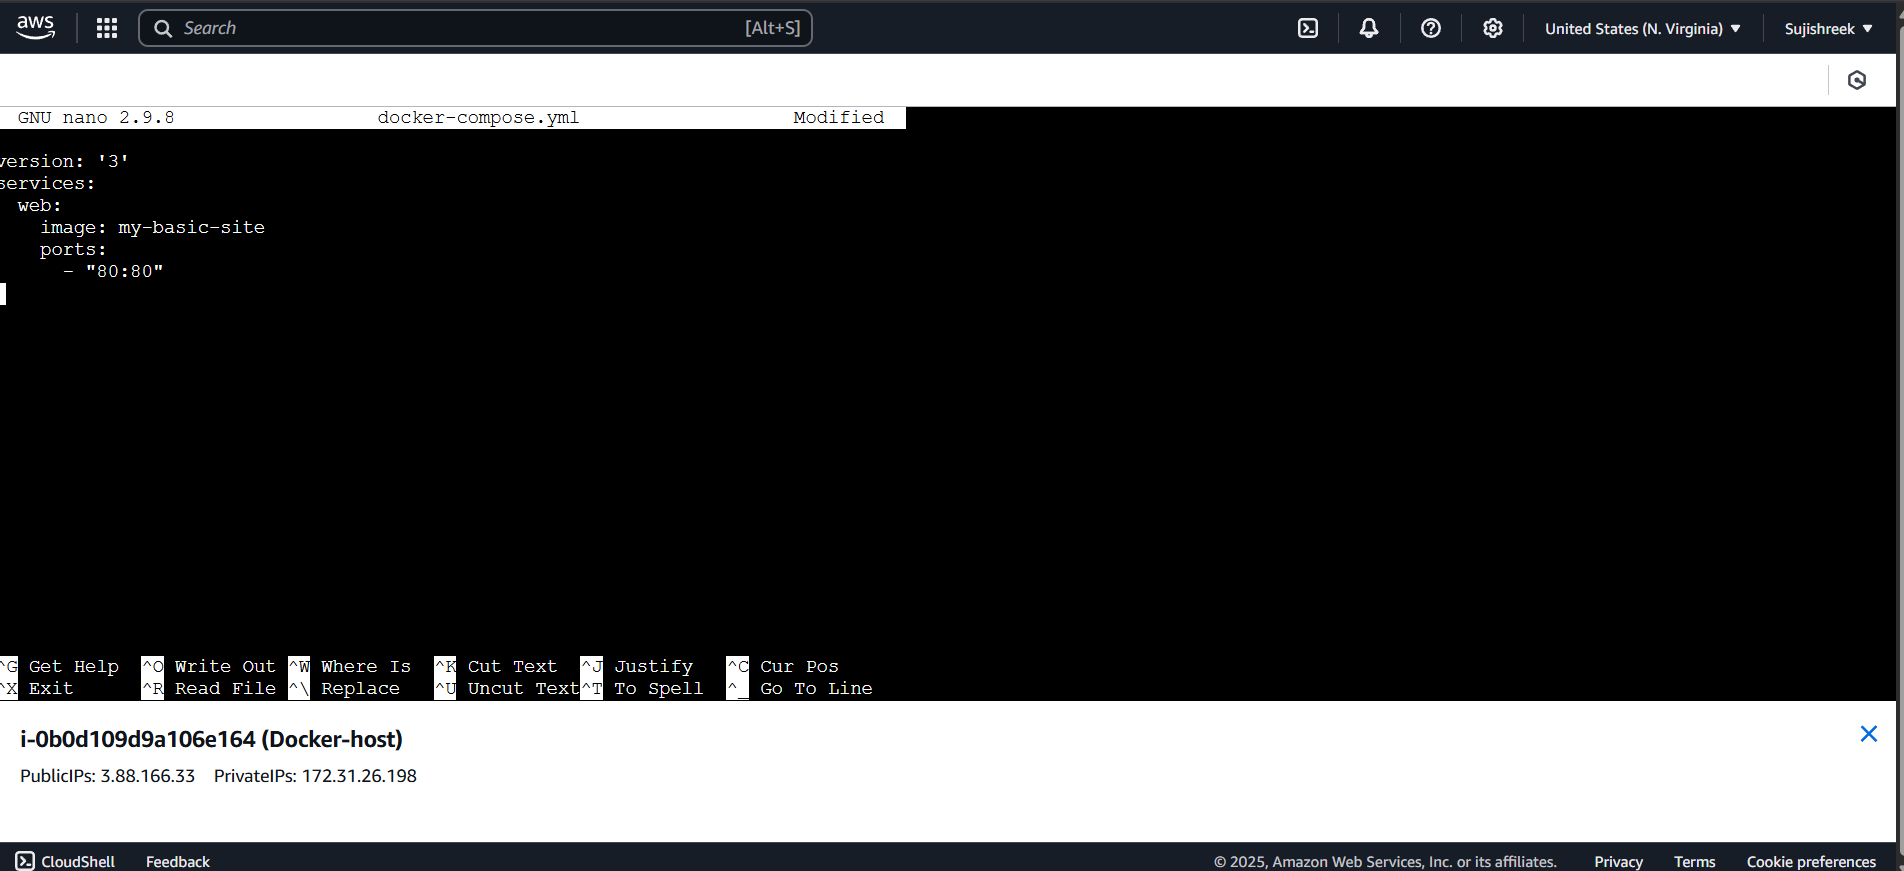 aws Search [Alt+S] United States (N. Virginia) Sujishreek
GNU nano 2.9.8 docker-compose.yml Modified
version: '3'
services:
  web:
    image: my-basic-site
    ports:
      - "80:80"
^G Get Help ^O Write Out ^W Where Is ^K Cut Text ^J Justify ^C Cur Pos
^X Exit ^R Read File ^\ Replace ^U Uncut Text ^T To Spell ^_ Go To Line
i-0b0d109d9a106e164 (Docker-host)
PublicIPs: 3.88.166.33 PrivateIPs: 172.31.26.198
CloudShell Feedback © 2025, Amazon Web Services, Inc. or its affiliates. Privacy Terms Cookie preferences